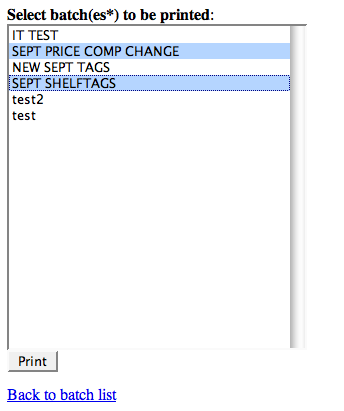 Select batch(es*) to be printed:
IT TEST
SEPT PRICE COMP CHANGE
NEW SEPT TAGS
SEPT SHELFTAGS
test2
test
Print
Back to batch list